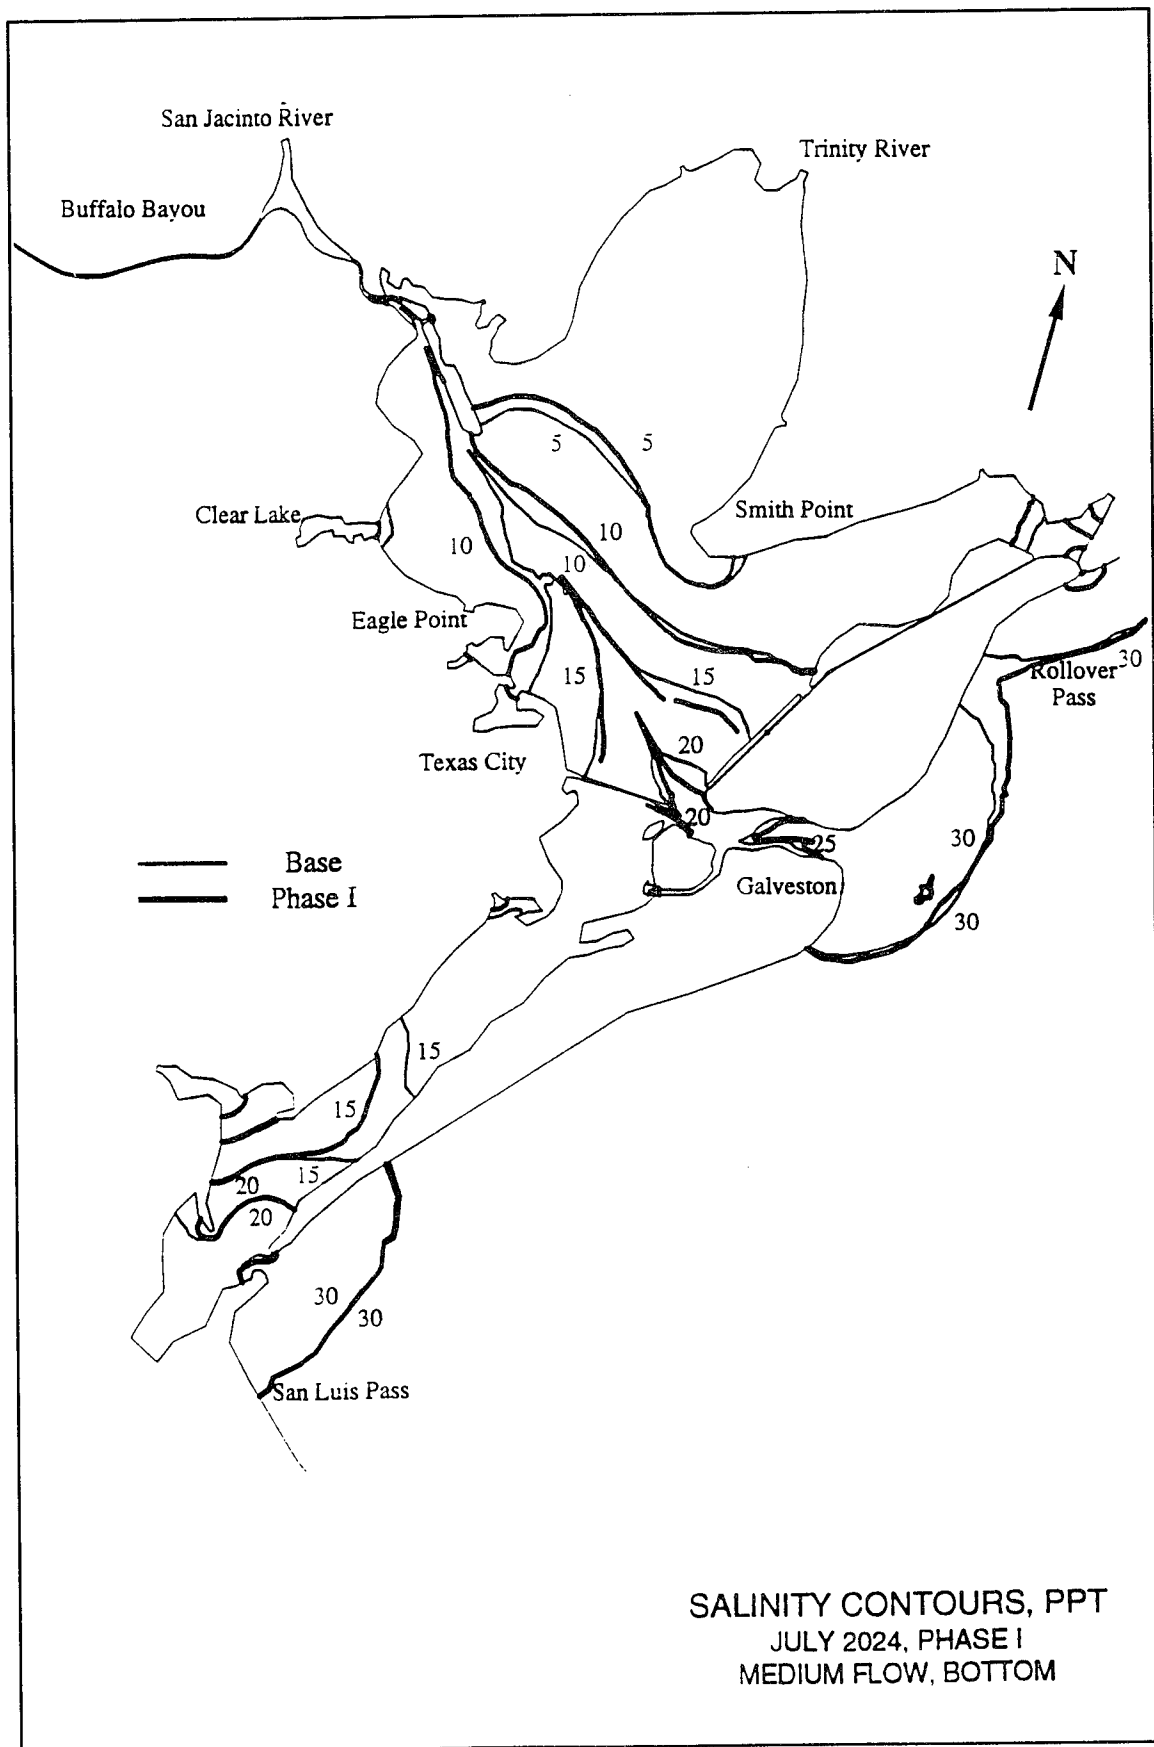 San Jacinto River
Trinity River
Buffalo Bayou
N
5
5
Smith Point
Clear Lake
10
10
10
Eagle Point
15
15
Rollover
Pass
30
20
Texas City
20
25
30
Base
Galveston
Phase I
30
15
15
15
20
20
30
30
San Luis Pass
SALINITY CONTOURS, PPT
JULY 2024, PHASE I
MEDIUM FLOW, BOTTOM